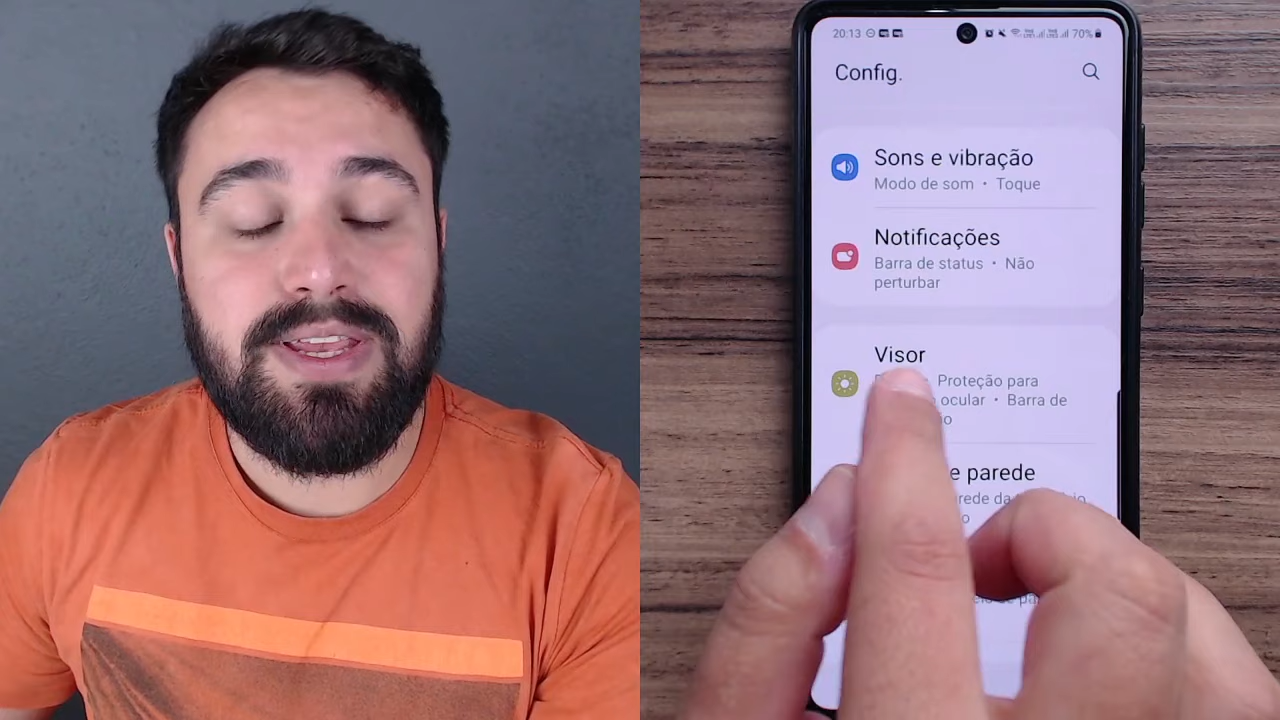 20:13
70%
Config.
Sons e vibração
Modo de som • Toque
Notificações
Barra de status • Não
perturbar
Visor
Proteção para
ocular • Barra de
e parede